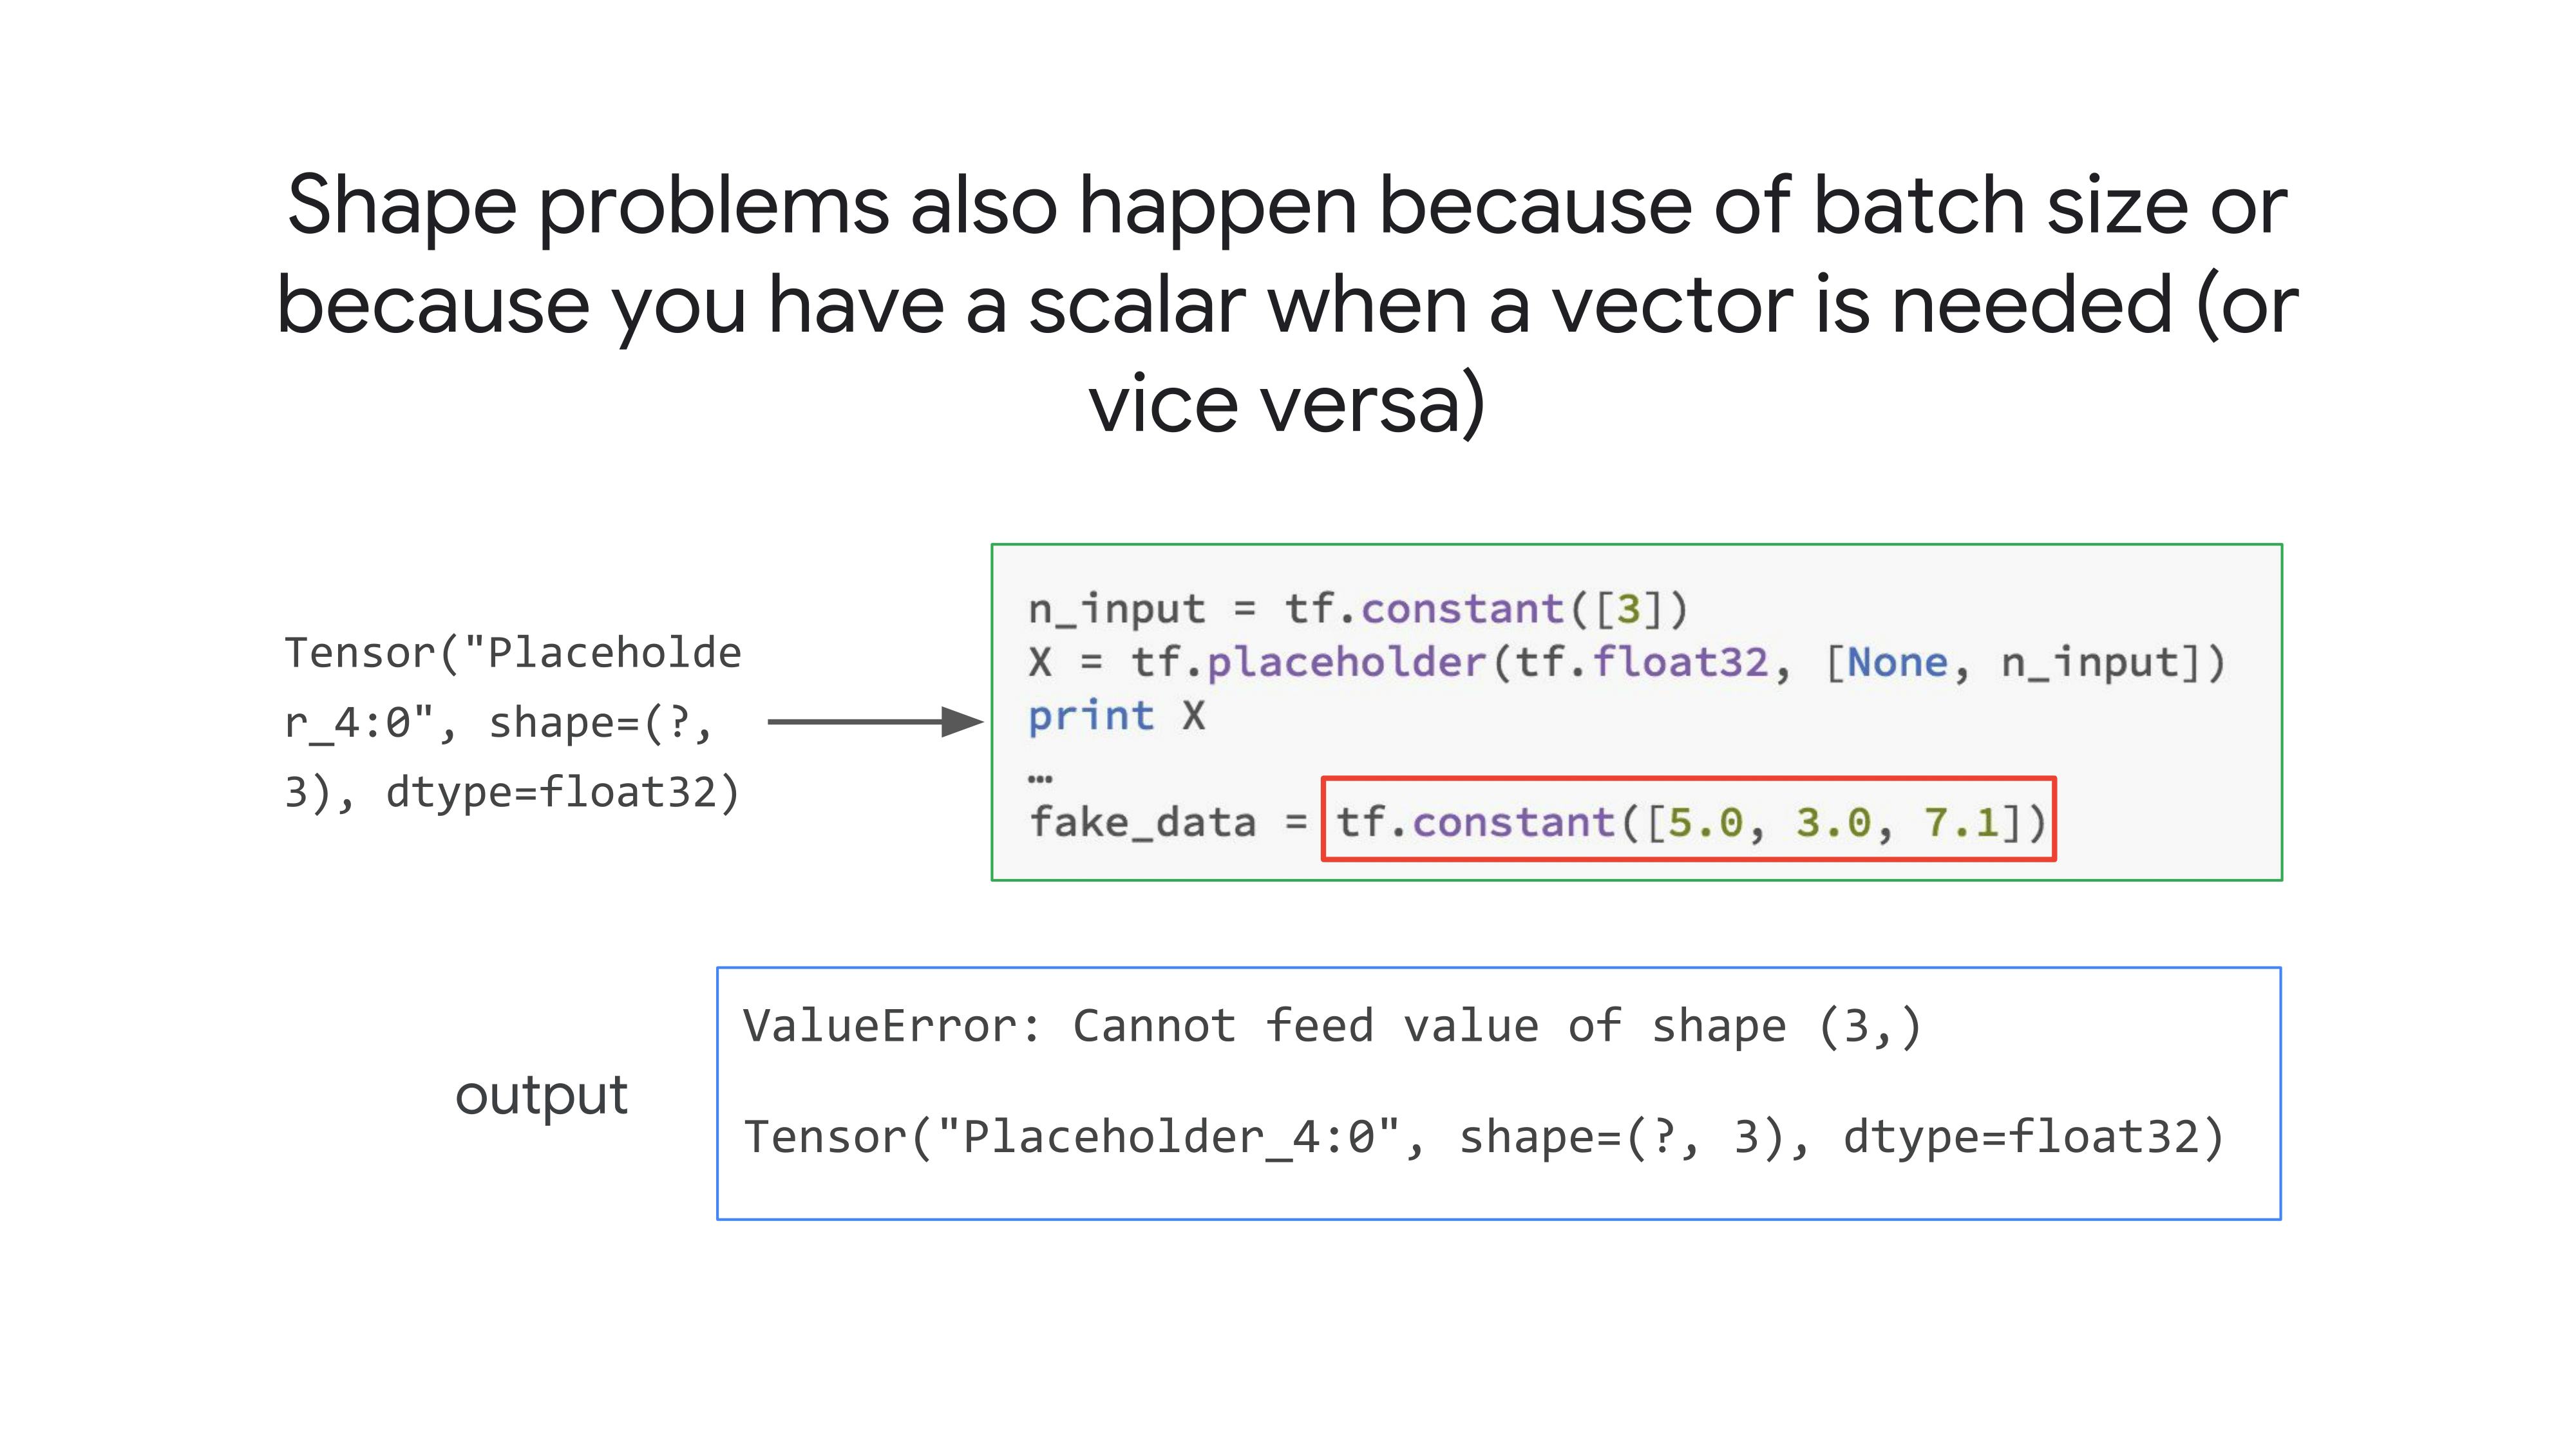 Shape problems also happen because of batch size or
because you have a scalar when a vector is needed (or
vice versa)
Tensor("Placeholde
r_4:0", shape=(?,
3), dtype=float32)
n_input = tf.constant([3])
X = tf.placeholder(tf.float32, [None, n_input])
print X
…
fake_data = tf.constant([5.0, 3.0, 7.1])
output
ValueError: Cannot feed value of shape (3,)
Tensor("Placeholder_4:0", shape=(?, 3), dtype=float32)